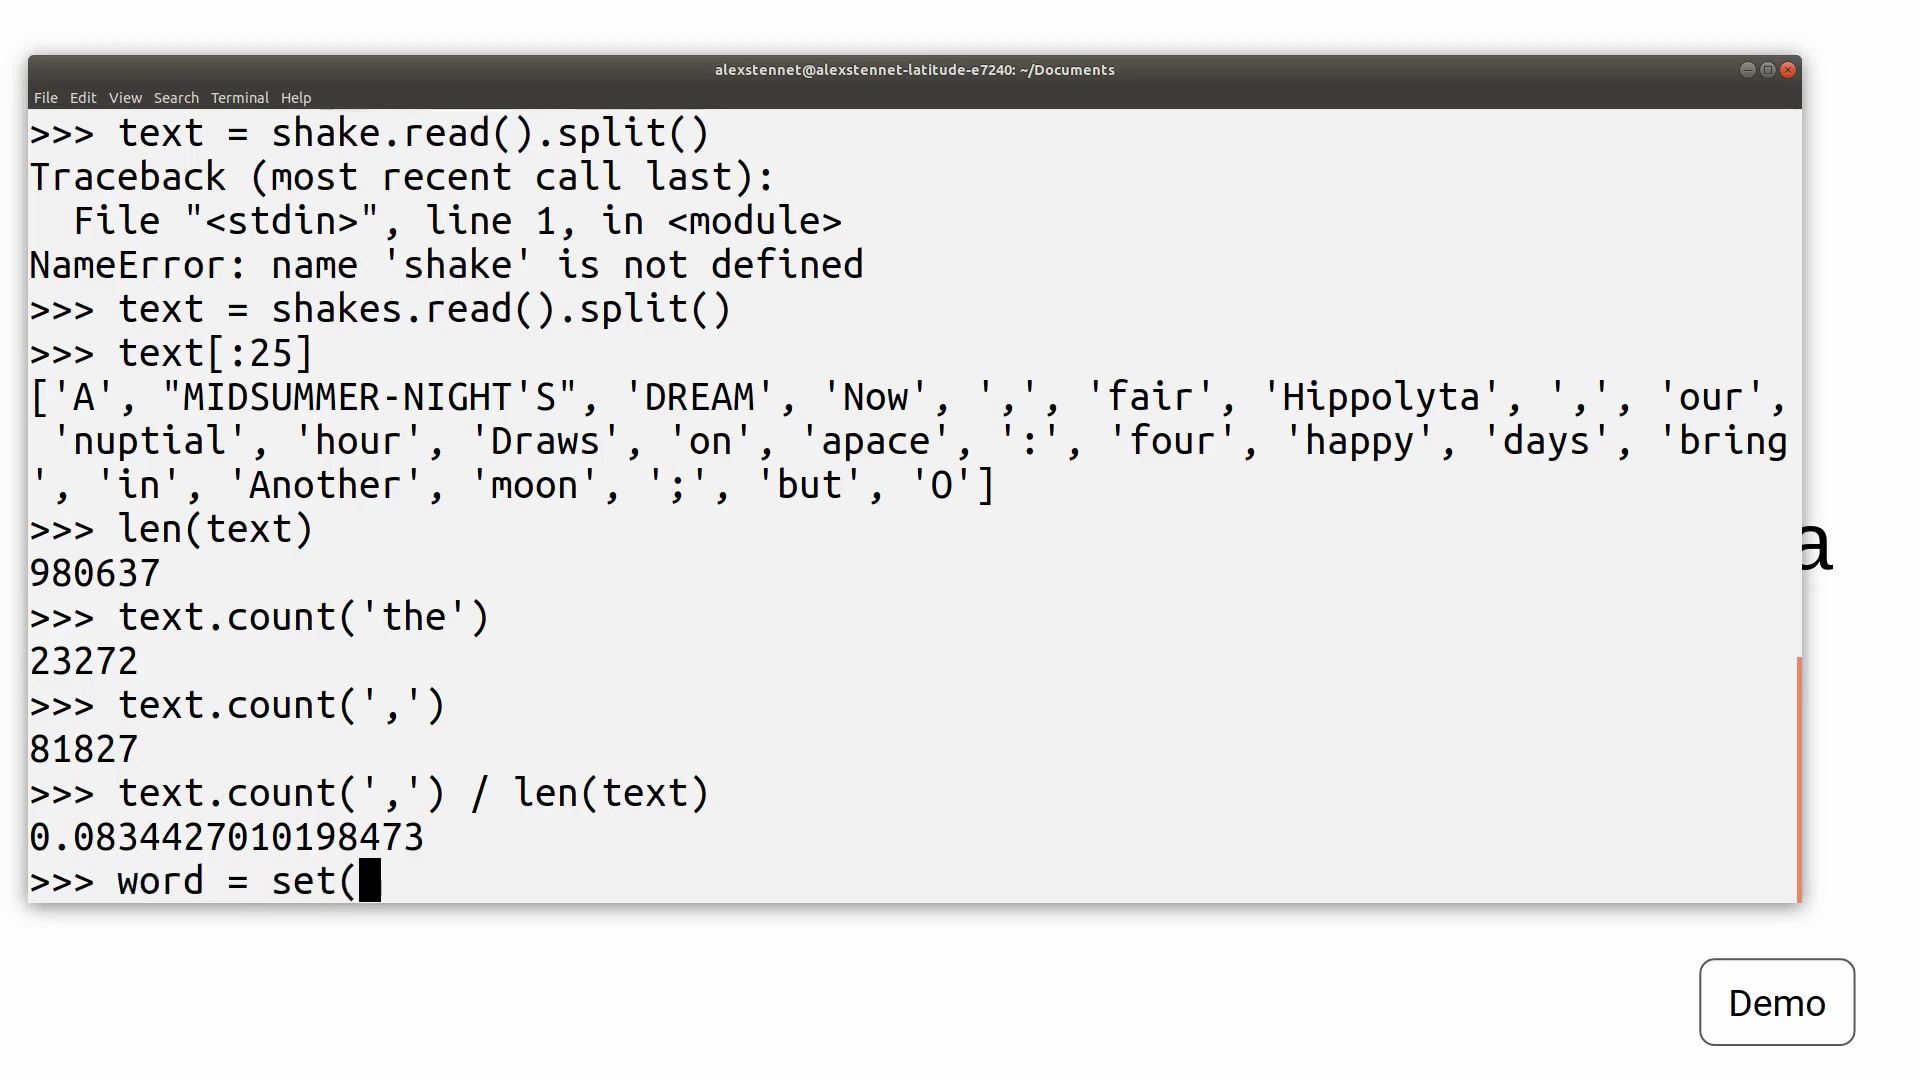 alexstennet@alexstennet-latitude-e7240: ~/Documents
File Edit View Search Terminal Help
>>> text = shake.read().split()
Traceback (most recent call last):
  File "<stdin>", line 1, in <module>
NameError: name 'shake' is not defined
>>> text = shakes.read().split()
>>> text[:25]
['A', "MIDSUMMER-NIGHT'S", 'DREAM', 'Now', ',', 'fair', 'Hippolyta', ',', 'our',
 'nuptial', 'hour', 'Draws', 'on', 'apace', ':', 'four', 'happy', 'days', 'bring
', 'in', 'Another', 'moon', ';', 'but', 'O']
>>> len(text)
980637
>>> text.count('the')
23272
>>> text.count(',')
81827
>>> text.count(',') / len(text)
0.0834427010198473
>>> word = set(
a
Demo